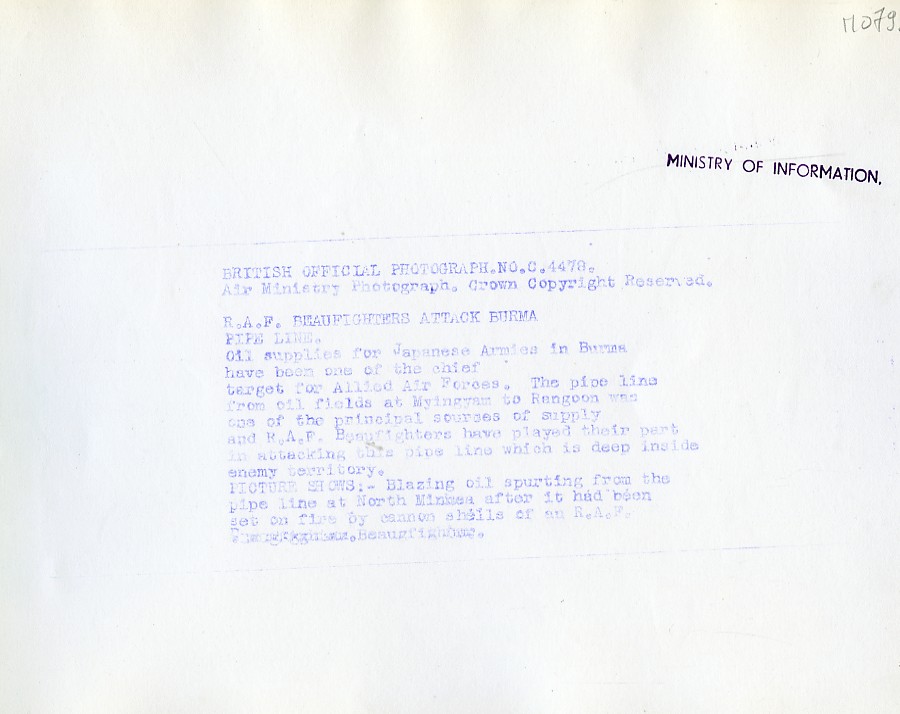 MO79
MINISTRY OF INFORMATION.
BRITISH OFFICIAL PHOTOGRAPH.NO.C.4478.
Air Ministry Photograph. Crown Copyright Reserved.
R.A.F. BEAUFIGHTERS ATTACK BURMA
PIPE LINE.
Oil supplies for Japanese Armies in Burma
have been one of the chief
target for Allied Air Forces. The pipe line
from oil fields at Myingyam to Rangoon was
one of the principal sources of supply
and R.A.F. Beaufighters have played their part
in attacking this pipe line which is deep inside
enemy territory.
PICTURE SHOWS:- Blazing oil spurting from the
pipe line at North Minhea after it had been
set on fire by cannon shells of an R.A.F.
Beaufighter.